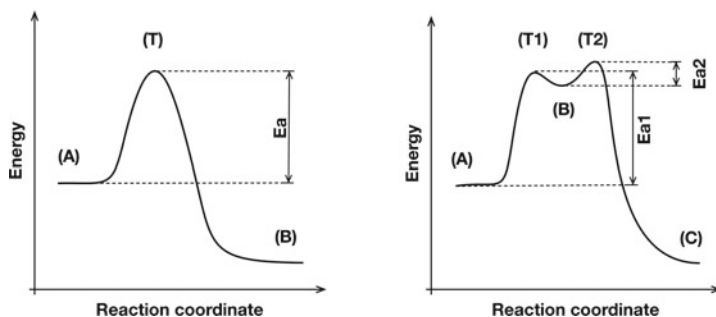 (T)
(A)
Ea
(B)
Energy
Reaction coordinate
(T1)
(T2)
Ea2
(B)
Ea1
(A)
(C)
Energy
Reaction coordinate